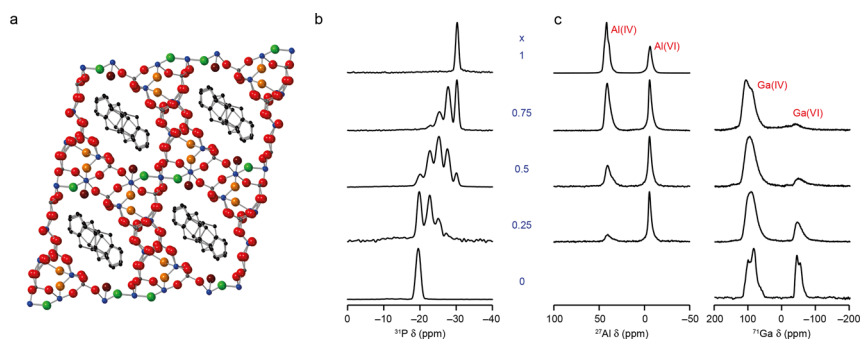 a
b
x
c
1
0.75
0.5
0.25
0
Al(IV)
Al(VI)
Ga(IV)
Ga(VI)
0 −10 −20 −30 −40
³¹P δ (ppm)
100 50 0 −50
²⁷Al δ (ppm)
200 100 0 −100 −200
⁷¹Ga δ (ppm)